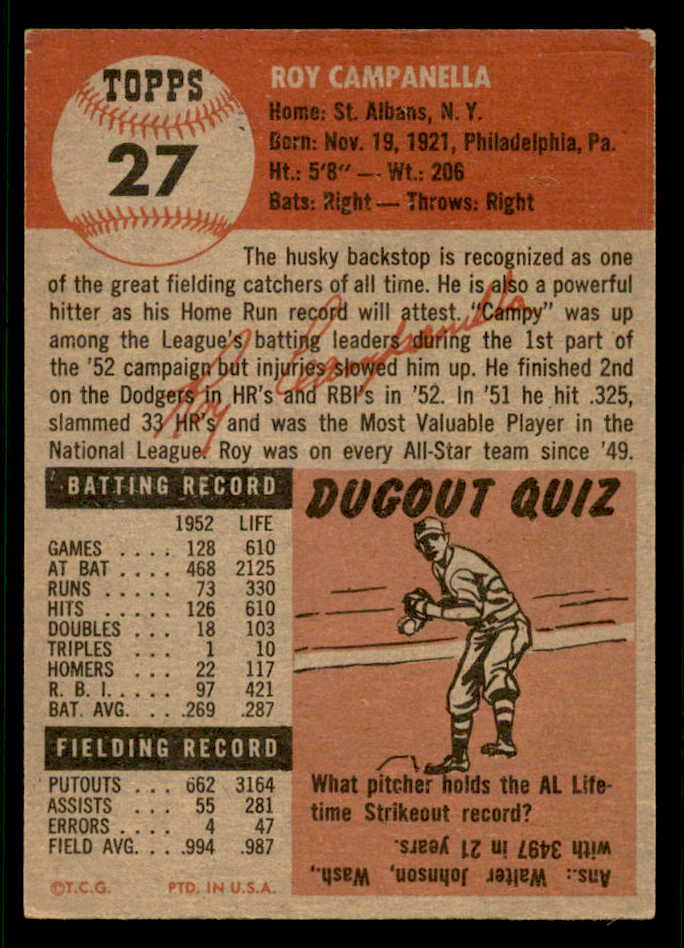 TOPPS
27
ROY CAMPANELLA
Home: St. Albans, N. Y.
Born: Nov. 19, 1921, Philadelphia, Pa.
Ht.: 5'8" — Wt.: 206
Bats: Right — Throws: Right
The husky backstop is recognized as one
of the great fielding catchers of all time. He is also a powerful
hitter as his Home Run record will attest. "Campy" was up
among the League's batting leaders during the 1st part of
the '52 campaign but injuries slowed him up. He finished 2nd
on the Dodgers in HR's and RBI's in '52. In '51 he hit .325,
slammed 33 HR's and was the Most Valuable Player in the
National League. Roy was on every All-Star team since '49.
Roy Campanella
BATTING RECORD
1952 LIFE
GAMES . . . . 128 610
AT BAT . . . . 468 2125
RUNS . . . . . 73 330
HITS . . . . . 126 610
DOUBLES . . . 18 103
TRIPLES . . . 1 10
HOMERS . . . 22 117
R. B. I. . . . . 97 421
BAT. AVG. . . .269 .287
FIELDING RECORD
PUTOUTS . . . 662 3164
ASSISTS . . . 55 281
ERRORS . . . . 4 47
FIELD AVG. . . .994 .987
©T.C.G. PTD. IN U.S.A.
DUGOUT QUIZ
What pitcher holds the AL Life-
time Strikeout record?
Ans.: Walter Johnson, Wash.,
with 3497 in 21 years.